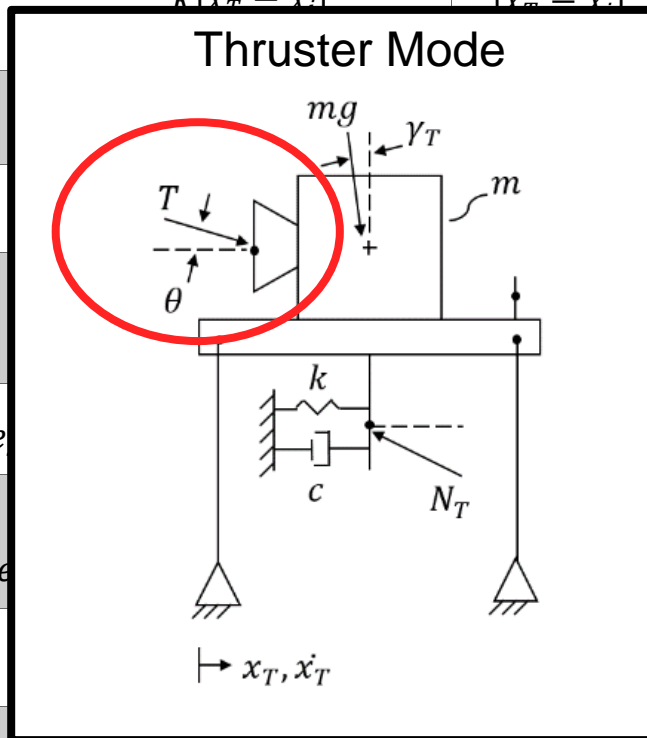 Thruster Mode
mg
γ_T
T
m
θ
k
c
N_T
x_T, ẋ_T